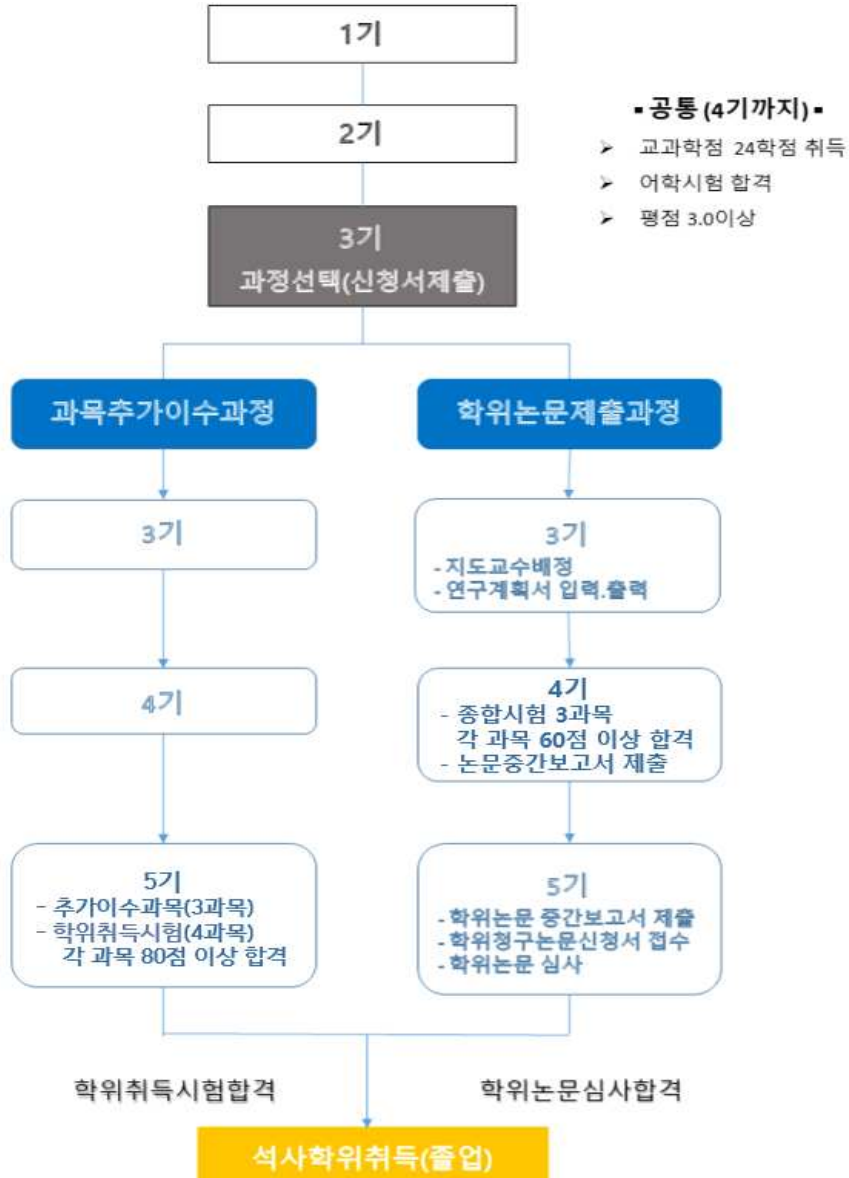 1기
2기
▪공통 (4기까지)▪
➢ 교과학점 24학점 취득
➢ 어학시험 합격
➢ 평점 3.0이상
3기
과정선택(신청서제출)
과목추가이수과정
학위논문제출과정
3기
3기
- 지도교수배정
- 연구계획서 입력.출력
4기
4기
- 종합시험 3과목
각 과목 60점 이상 합격
- 논문중간보고서 제출
5기
- 추가이수과목(3과목)
- 학위취득시험(4과목)
각 과목 80점 이상 합격
5기
- 학위논문 중간보고서 제출
- 학위청구논문신청서 접수
- 학위논문 심사
학위취득시험합격
학위논문심사합격
석사학위취득(졸업)